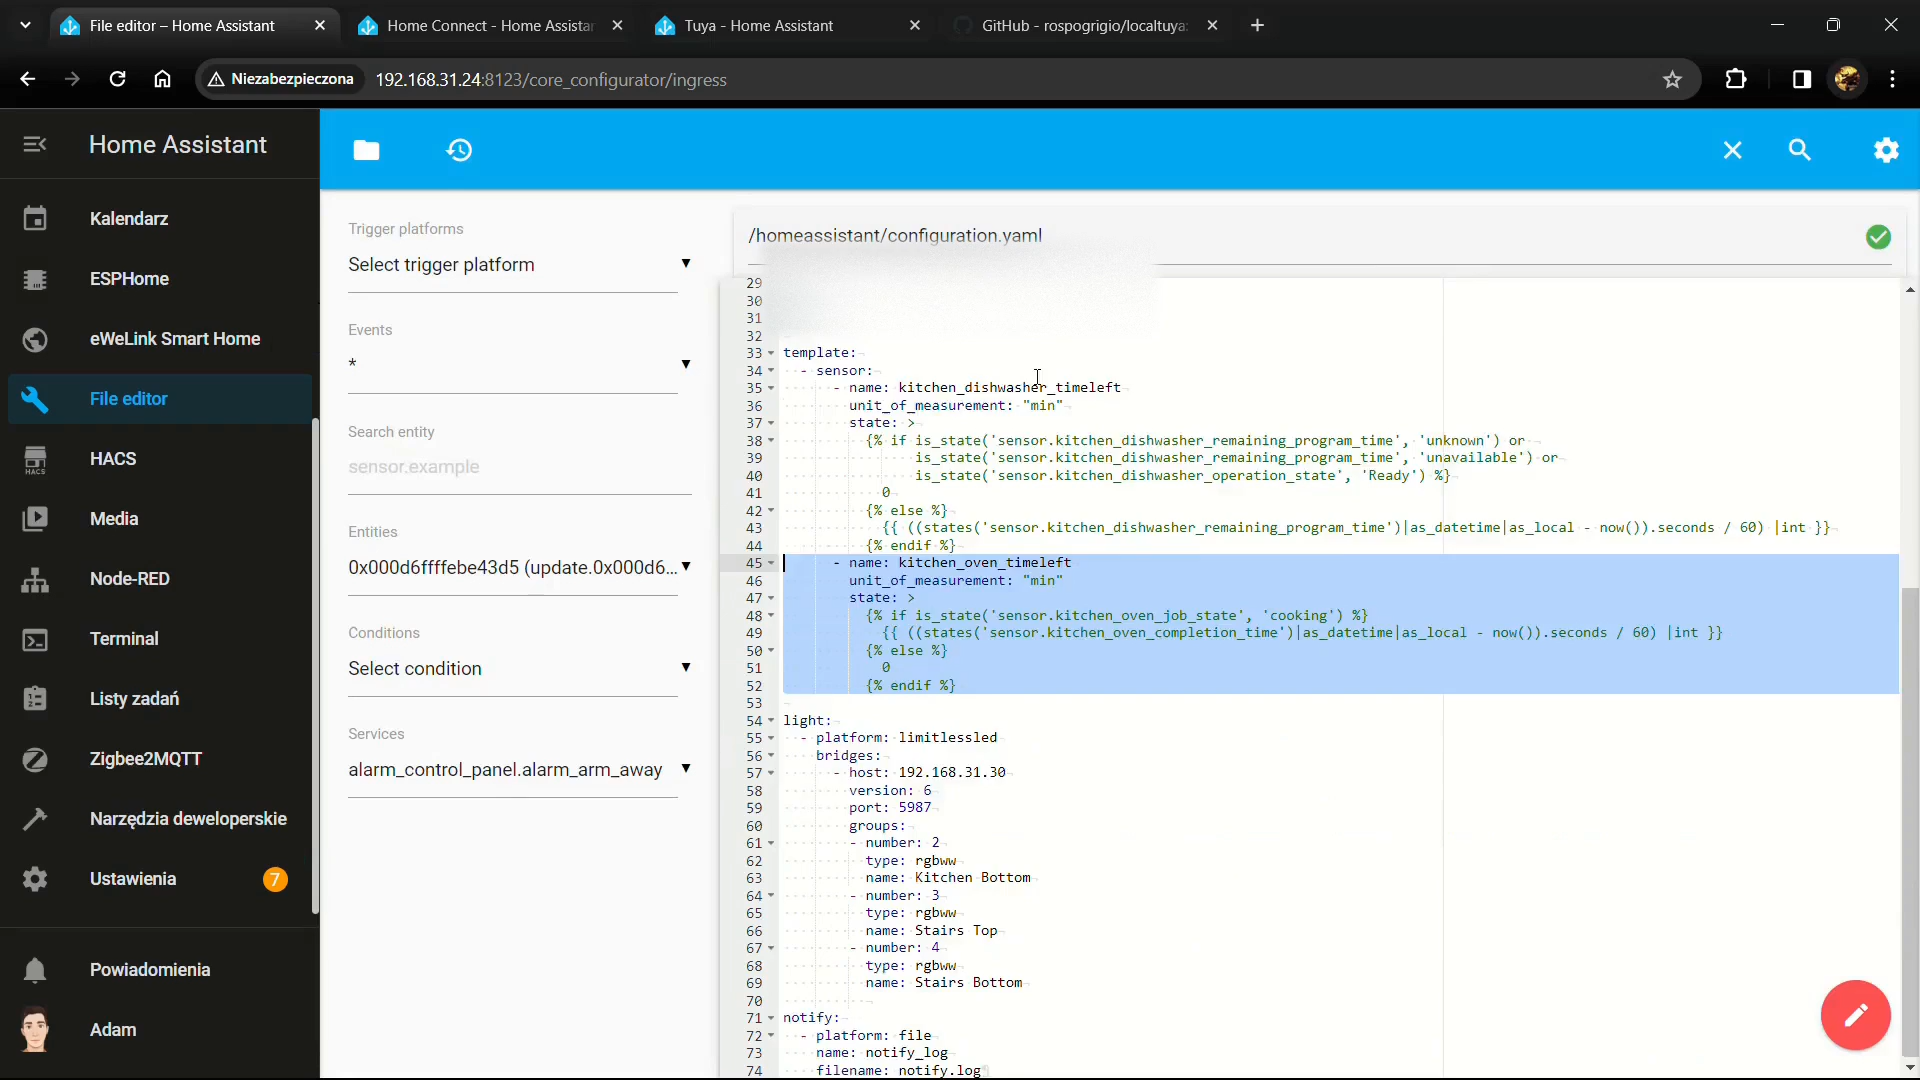 File editor – Home Assistant
Home Connect - Home Assistan
Tuya - Home Assistant
GitHub - rospogrigio/localtuya:
Niezabezpieczona
192.168.31.24:8123/core_configurator/ingress
Home Assistant
Kalendarz
ESPHome
eWeLink Smart Home
File editor
HACS
HACS
Media
Node-RED
Terminal
Listy zadań
Zigbee2MQTT
Narzędzia deweloperskie
Ustawienia
7
Powiadomienia
Adam
Trigger platforms
Select trigger platform
Events
*
Search entity
sensor.example
Entities
0x000d6ffffebe43d5 (update.0x000d6...
Conditions
Select condition
Services
alarm_control_panel.alarm_arm_away
/homeassistant/configuration.yaml
29
30
31
32
33 template:
34 - sensor:
35 - name: kitchen_dishwasher_timeleft
36 unit_of_measurement: "min"
37 state: >
38 {% if is_state('sensor.kitchen_dishwasher_remaining_program_time', 'unknown') or
39 is_state('sensor.kitchen_dishwasher_remaining_program_time', 'unavailable') or
40 is_state('sensor.kitchen_dishwasher_operation_state', 'Ready') %}
41 0
42 {% else %}
43 {{ ((states('sensor.kitchen_dishwasher_remaining_program_time')|as_datetime|as_local - now()).seconds / 60) |int }}
44 {% endif %}
45 - name: kitchen_oven_timeleft
46 unit_of_measurement: "min"
47 state: >
48 {% if is_state('sensor.kitchen_oven_job_state', 'cooking') %}
49 {{ ((states('sensor.kitchen_oven_completion_time')|as_datetime|as_local - now()).seconds / 60) |int }}
50 {% else %}
51 0
52 {% endif %}
53
54 light:
55 - platform: limitlessled
56 bridges:
57 - host: 192.168.31.30
58 version: 6
59 port: 5987
60 groups:
61 - number: 2
62 type: rgbww
63 name: Kitchen Bottom
64 - number: 3
65 type: rgbww
66 name: Stairs Top
67 - number: 4
68 type: rgbww
69 name: Stairs Bottom
70
71 notify:
72 - platform: file
73 name: notify_log
74 filename: notify.log